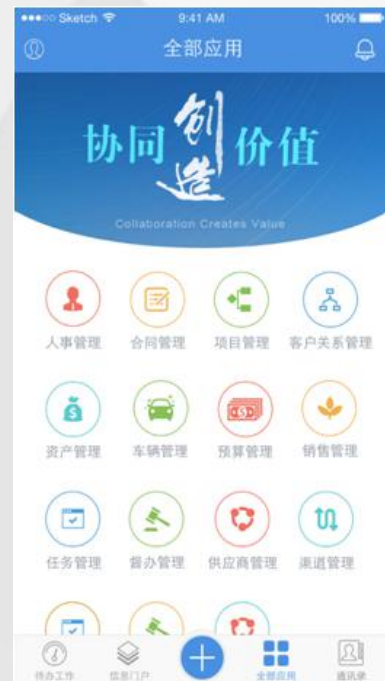 Sketch 9:41 AM 100%
全部应用
协同创造价值
Collaboration Creates Value
人事管理 合同管理 项目管理 客户关系管理
资产管理 车辆管理 预算管理 销售管理
任务管理 督办管理 供应商管理 渠道管理
待办工作 信息门户 全部应用 通讯录